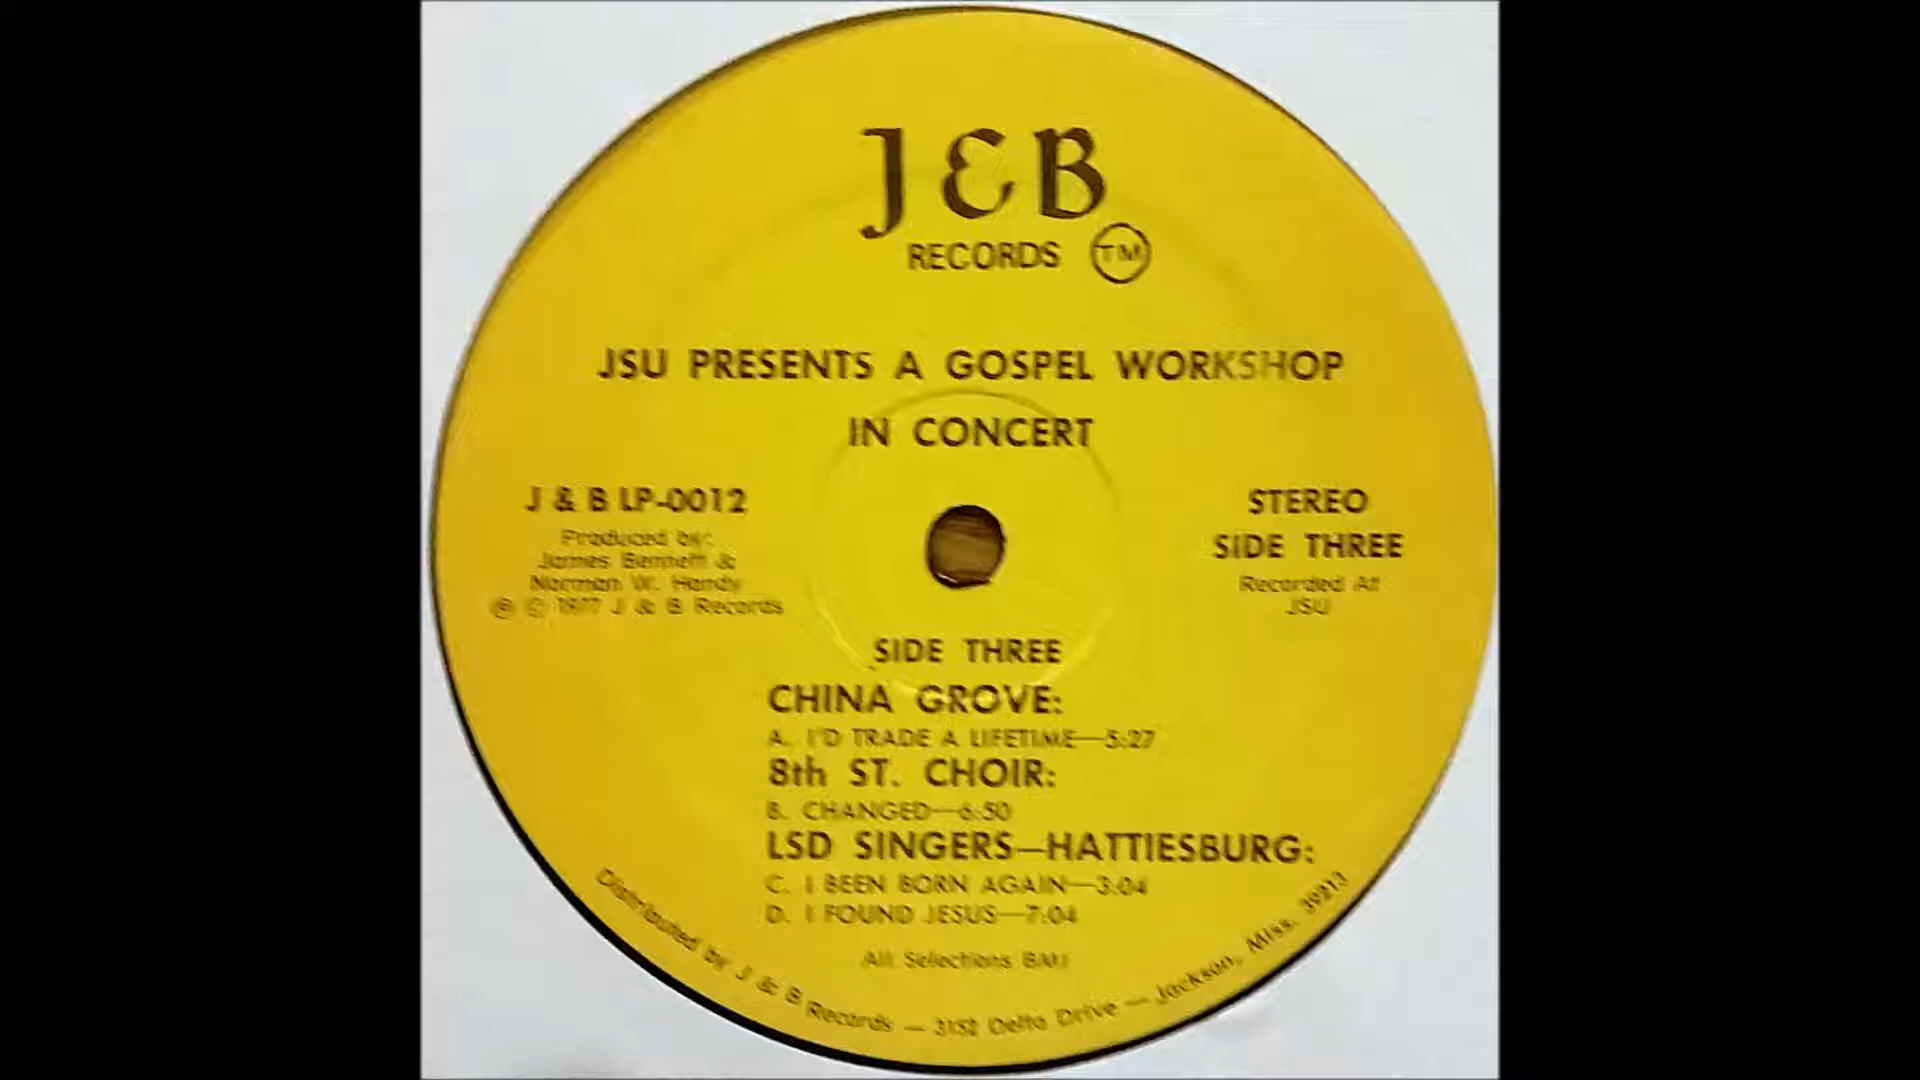 J & B
RECORDS TM
JSU PRESENTS A GOSPEL WORKSHOP
IN CONCERT
J & B LP-0012
Produced by:
James Bennett &
Norman W. Handy
℗ © 1977 J & B Records
STEREO
SIDE THREE
Recorded At
JSU
SIDE THREE
CHINA GROVE:
A. I'D TRADE A LIFETIME—5:27
8th ST. CHOIR:
B. CHANGED—6:50
LSD SINGERS—HATTIESBURG:
C. I BEEN BORN AGAIN—3:04
D. I FOUND JESUS—7:04
All Selections BMI
Distributed by J & B Records — Delta Drive — Jackson, Miss. 39213